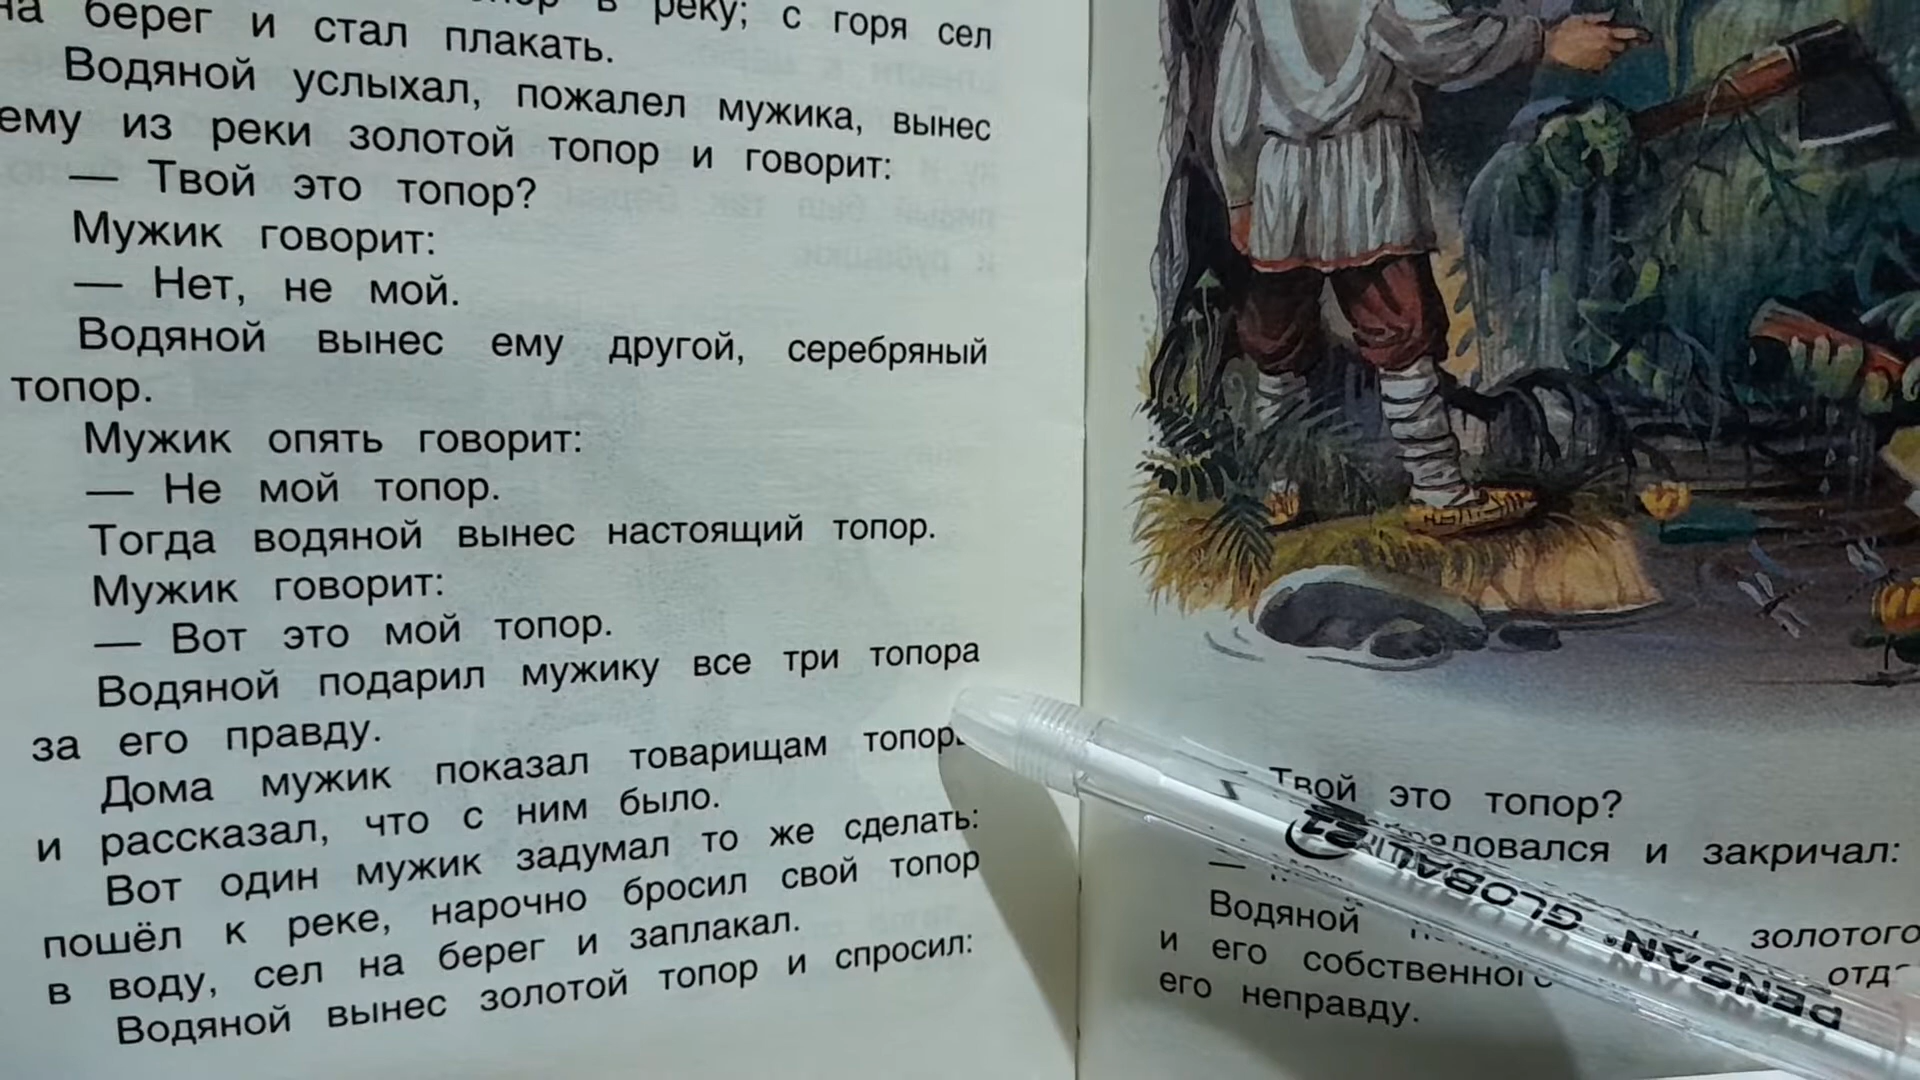 в реку; с горя сел
на берег и стал плакать.
Водяной услыхал, пожалел мужика, вынес
ему из реки золотой топор и говорит:
— Твой это топор?
Мужик говорит:
— Нет, не мой.
Водяной вынес ему другой, серебряный
топор.
Мужик опять говорит:
— Не мой топор.
Тогда водяной вынес настоящий топор.
Мужик говорит:
— Вот это мой топор.
Водяной подарил мужику все три топора
за его правду.
Дома мужик показал товарищам
и рассказал, что с ним было.
Вот один мужик задумал то же сделать:
пошёл к реке, нарочно бросил свой топор
в воду, сел на берег и заплакал.
Водяной вынес золотой топор и спросил:
Твой это топор?
и закричал:
Водяной золотого
и его
его неправду.
PENSAN GLOBAL 21